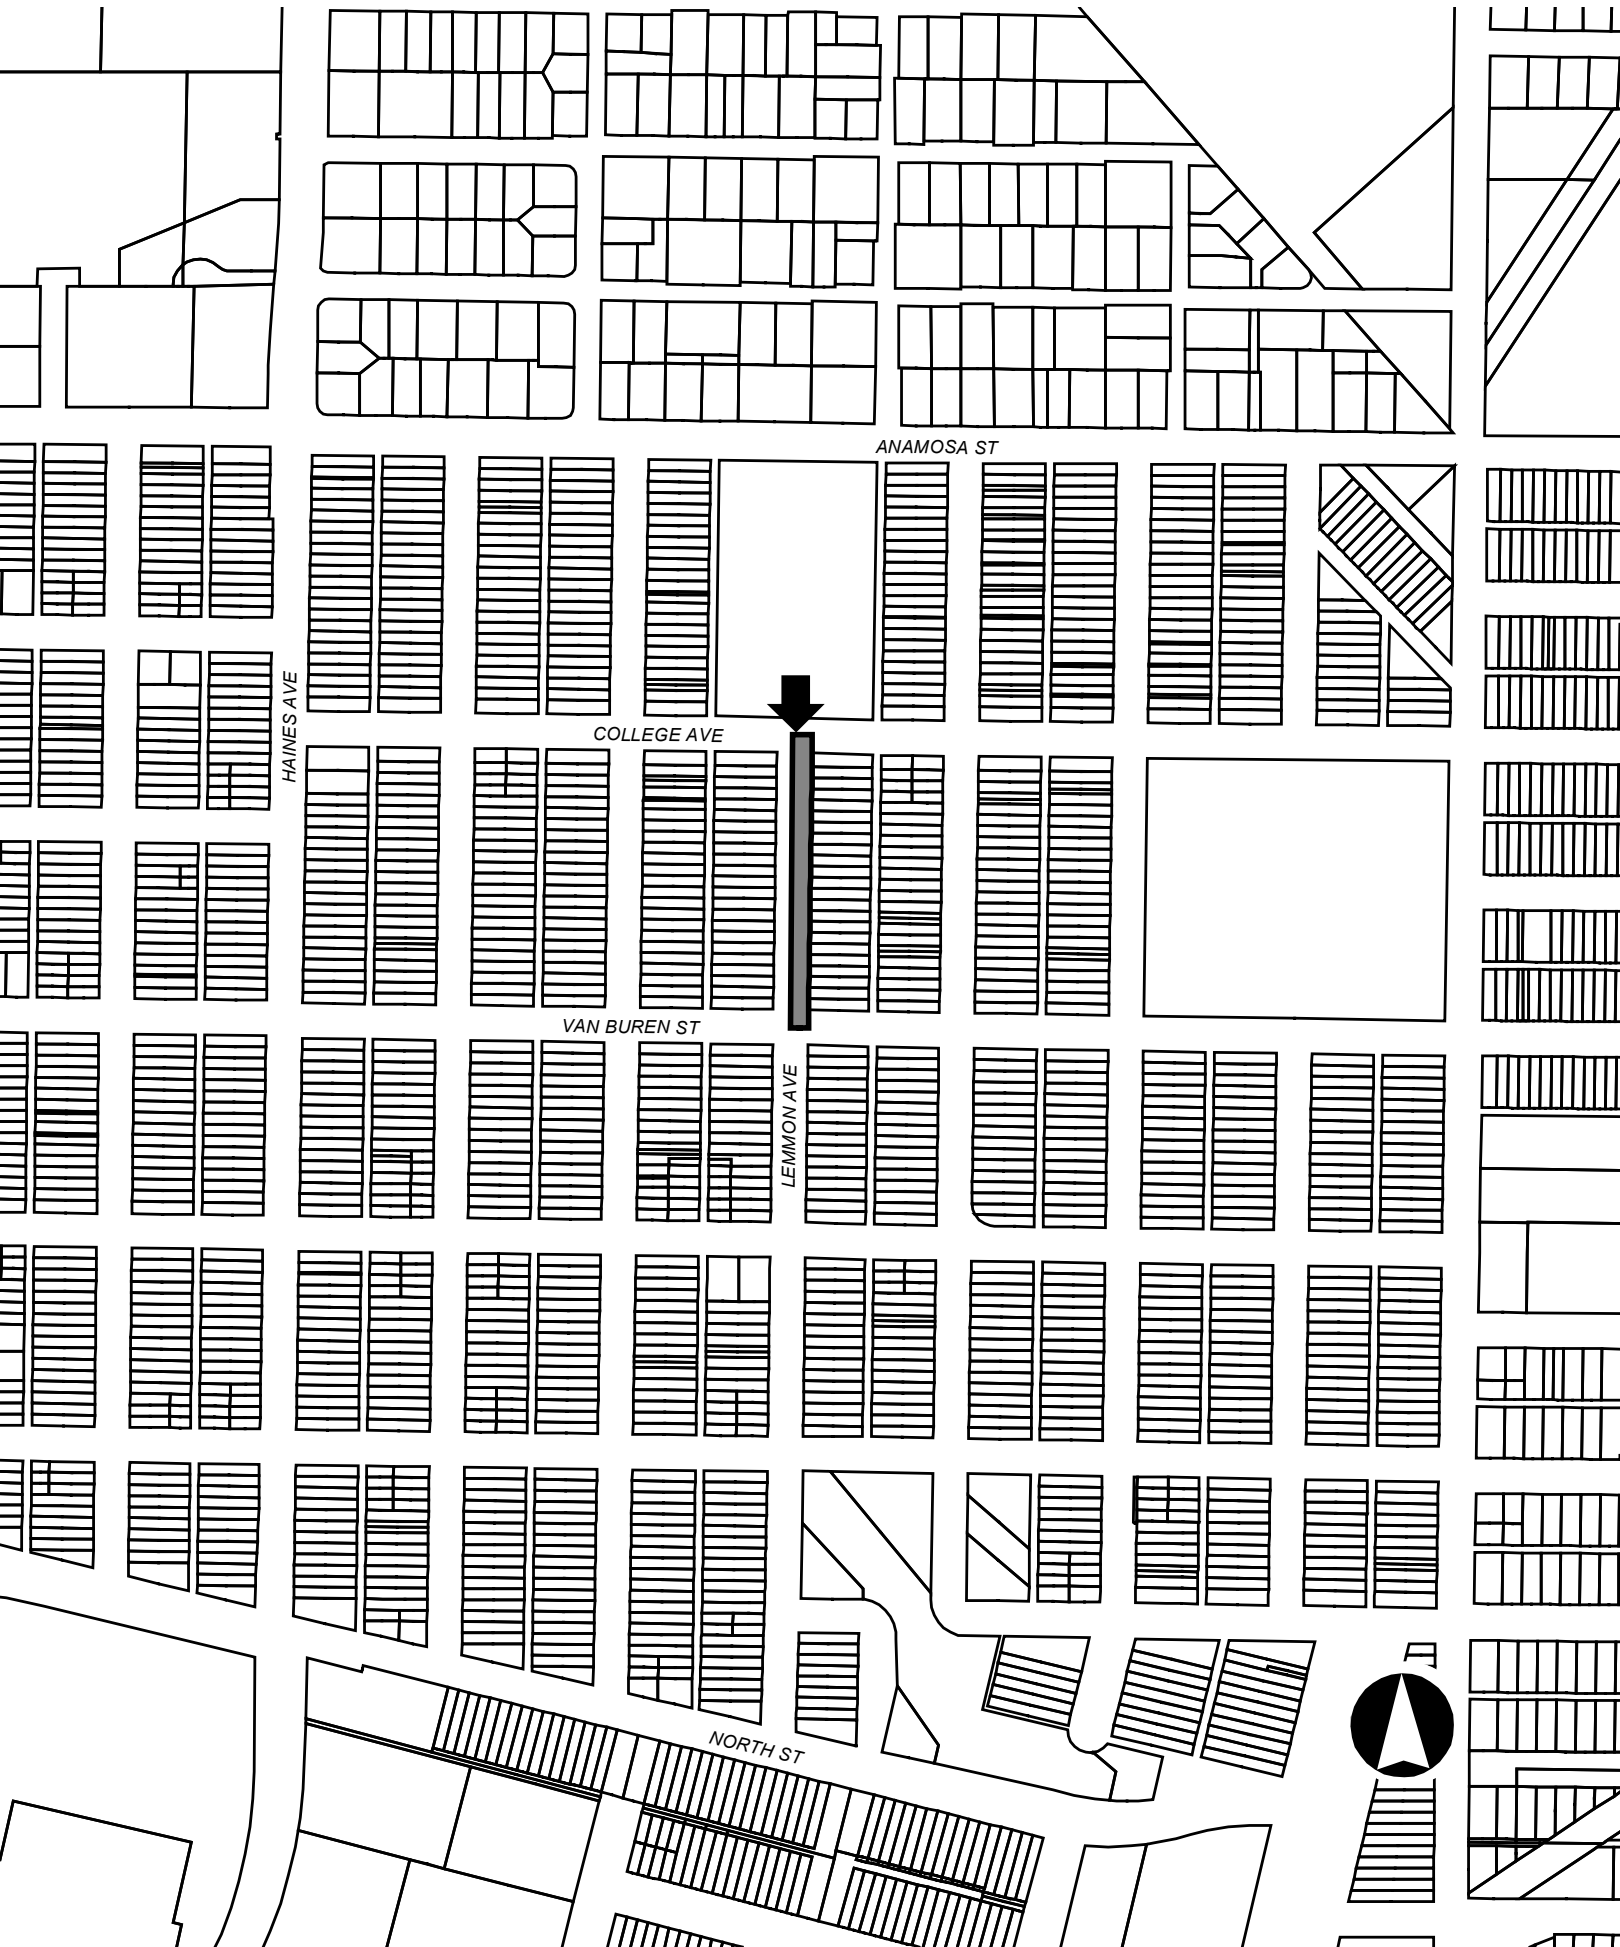 ANAMOSA ST
HAINES AVE
COLLEGE AVE
VAN BUREN ST
LEMMON AVE
NORTH ST